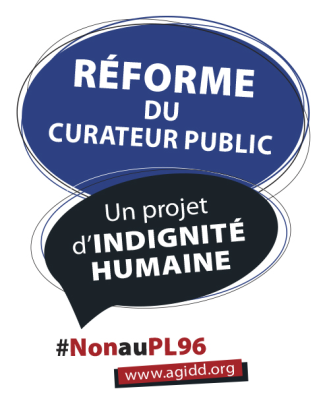 RÉFORME
DU
CURATEUR PUBLIC
Un projet
d'INDIGNITÉ
HUMAINE
#NonauPL96
www.agidd.org